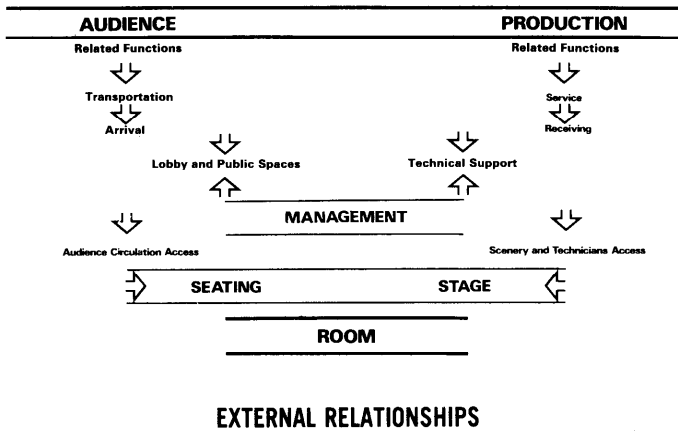 AUDIENCE PRODUCTION
Related Functions Related Functions
Transportation Service
Arrival Receiving
Lobby and Public Spaces Technical Support
MANAGEMENT
Audience Circulation Access Scenery and Technicians Access
SEATING STAGE
ROOM
EXTERNAL RELATIONSHIPS